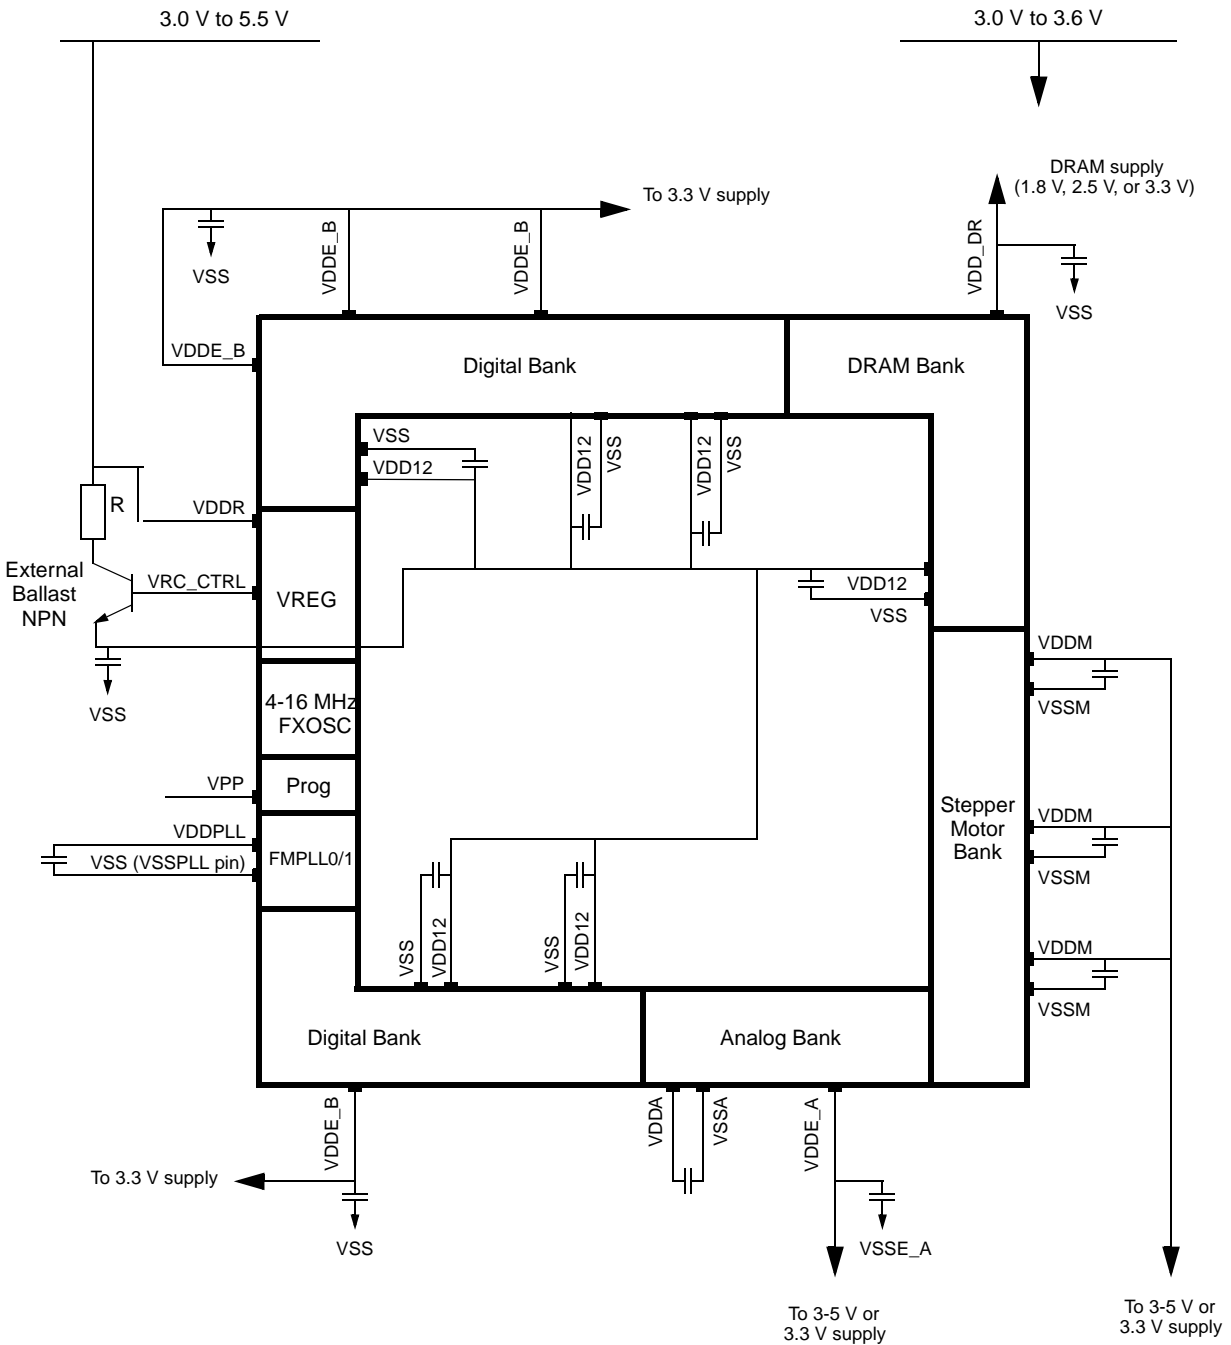 3.0 V to 5.5 V
3.0 V to 3.6 V
DRAM supply
(1.8 V, 2.5 V, or 3.3 V)
To 3.3 V supply
VSS
VDDE_B
VDDE_B
VDD_DR
VSS
VDDE_B
Digital Bank
DRAM Bank
VSS
VDD12
VDD12
VSS
VDD12
VSS
R
VDDR
External
Ballast
NPN
VRC_CTRL
VREG
VDD12
VSS
VSS
4-16 MHz
FXOSC
VDDM
VSSM
VPP
Prog
VDDPLL
VSS (VSSPLL pin)
FMPLL0/1
Stepper
Motor
Bank
VDDM
VSSM
VSS
VDD12
VSS
VDD12
VDDM
VSSM
Digital Bank
Analog Bank
VDDE_B
VDDA
VSSA
VDDE_A
To 3.3 V supply
VSS
VSSE_A
To 3-5 V or
3.3 V supply
To 3-5 V or
3.3 V supply